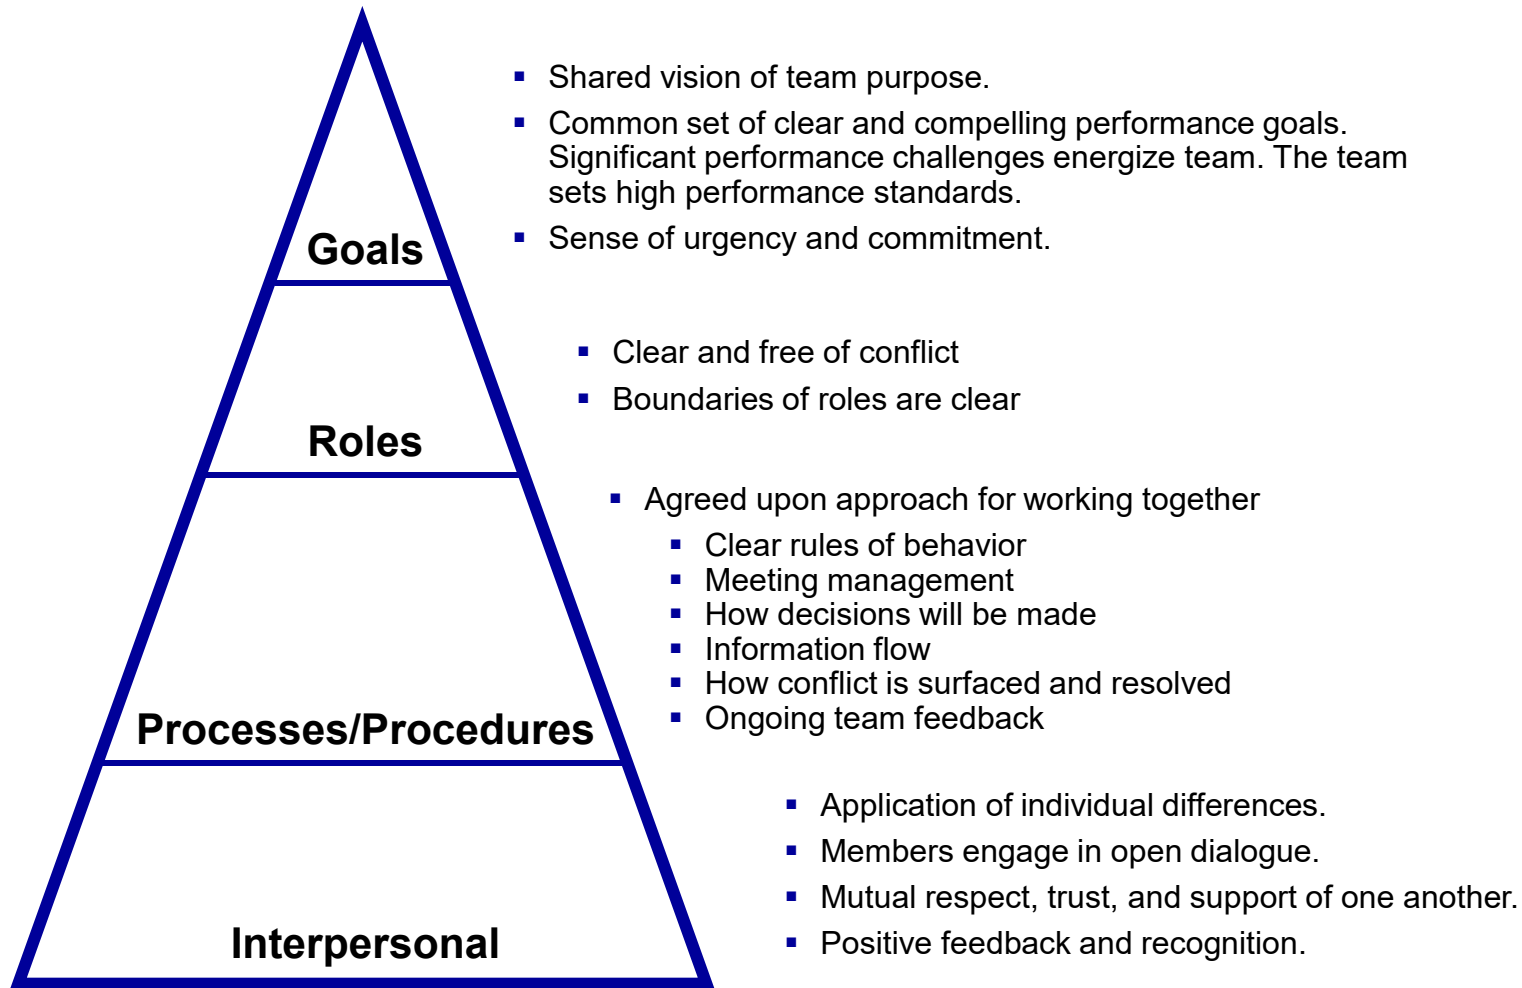 ▪ Shared vision of team purpose.
▪ Common set of clear and compelling performance goals.
Significant performance challenges energize team. The team
sets high performance standards.
▪ Sense of urgency and commitment.
Goals
▪ Clear and free of conflict
▪ Boundaries of roles are clear
Roles
▪ Agreed upon approach for working together
▪ Clear rules of behavior
▪ Meeting management
▪ How decisions will be made
▪ Information flow
▪ How conflict is surfaced and resolved
▪ Ongoing team feedback
Processes/Procedures
▪ Application of individual differences.
▪ Members engage in open dialogue.
▪ Mutual respect, trust, and support of one another.
▪ Positive feedback and recognition.
Interpersonal